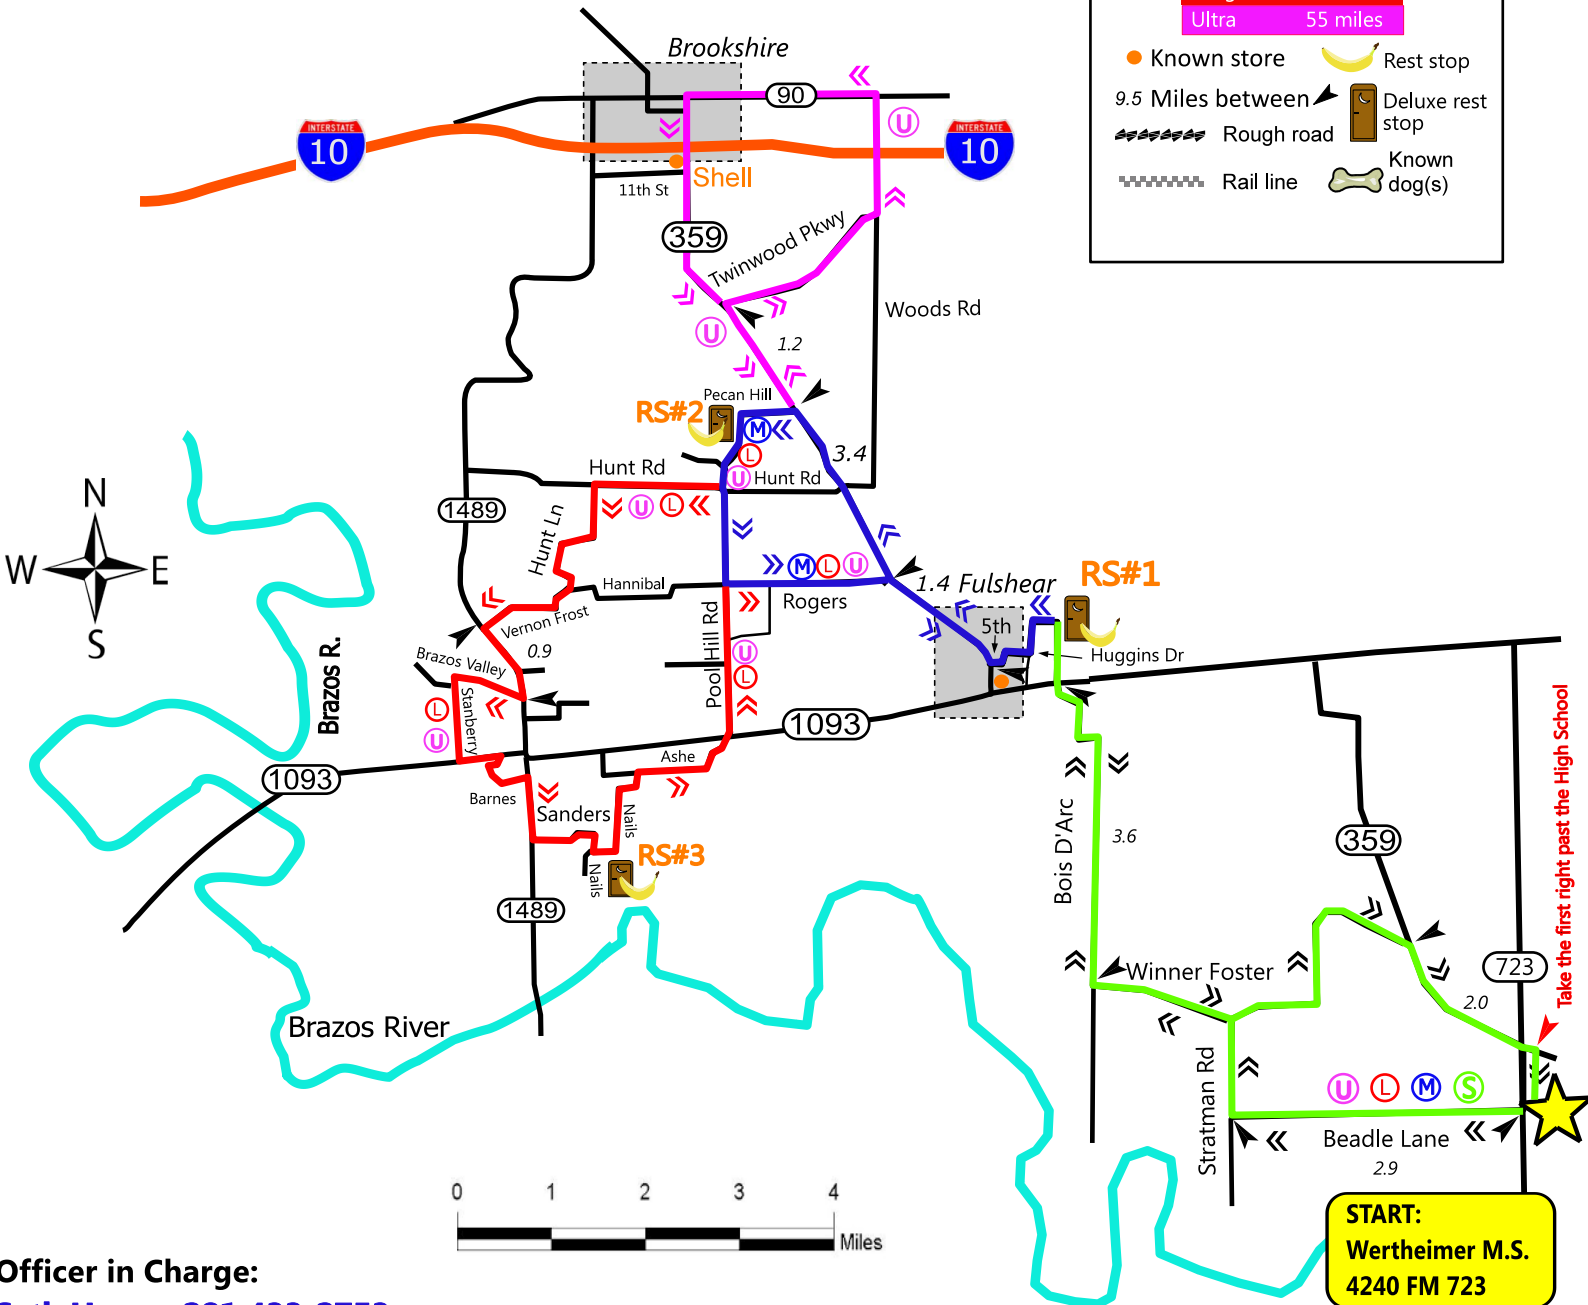 Ultra 55 miles
Known store
Rest stop
9.5 Miles between
Deluxe rest
stop
Rough road
Rail line
Known
dog(s)
Brookshire
90
U
INTERSTATE
10
INTERSTATE
10
Shell
11th St
359
Twinwood Pkwy
Woods Rd
U
1.2
Pecan Hill
RS#2
M
L
U
3.4
Hunt Rd
Hunt Rd
U L
1489
Hunt Ln
N
W E
S
Hannibal
M L U
Rogers
1.4 Fulshear
RS#1
5th
Huggins Dr
Vernon Frost
0.9
Brazos Valley
Pool Hill Rd
U
L
Stanberry
L
U
Brazos R.
1093
1093
Ashe
Barnes
Sanders
Nails
Nails
RS#3
1489
Brazos River
Bois D'Arc
3.6
359
Winner Foster
723
2.0
Take the first right past the High School
Stratman Rd
U L M S
Beadle Lane
2.9
0 1 2 3 4
Miles
START:
Wertheimer M.S.
4240 FM 723
Officer in Charge: